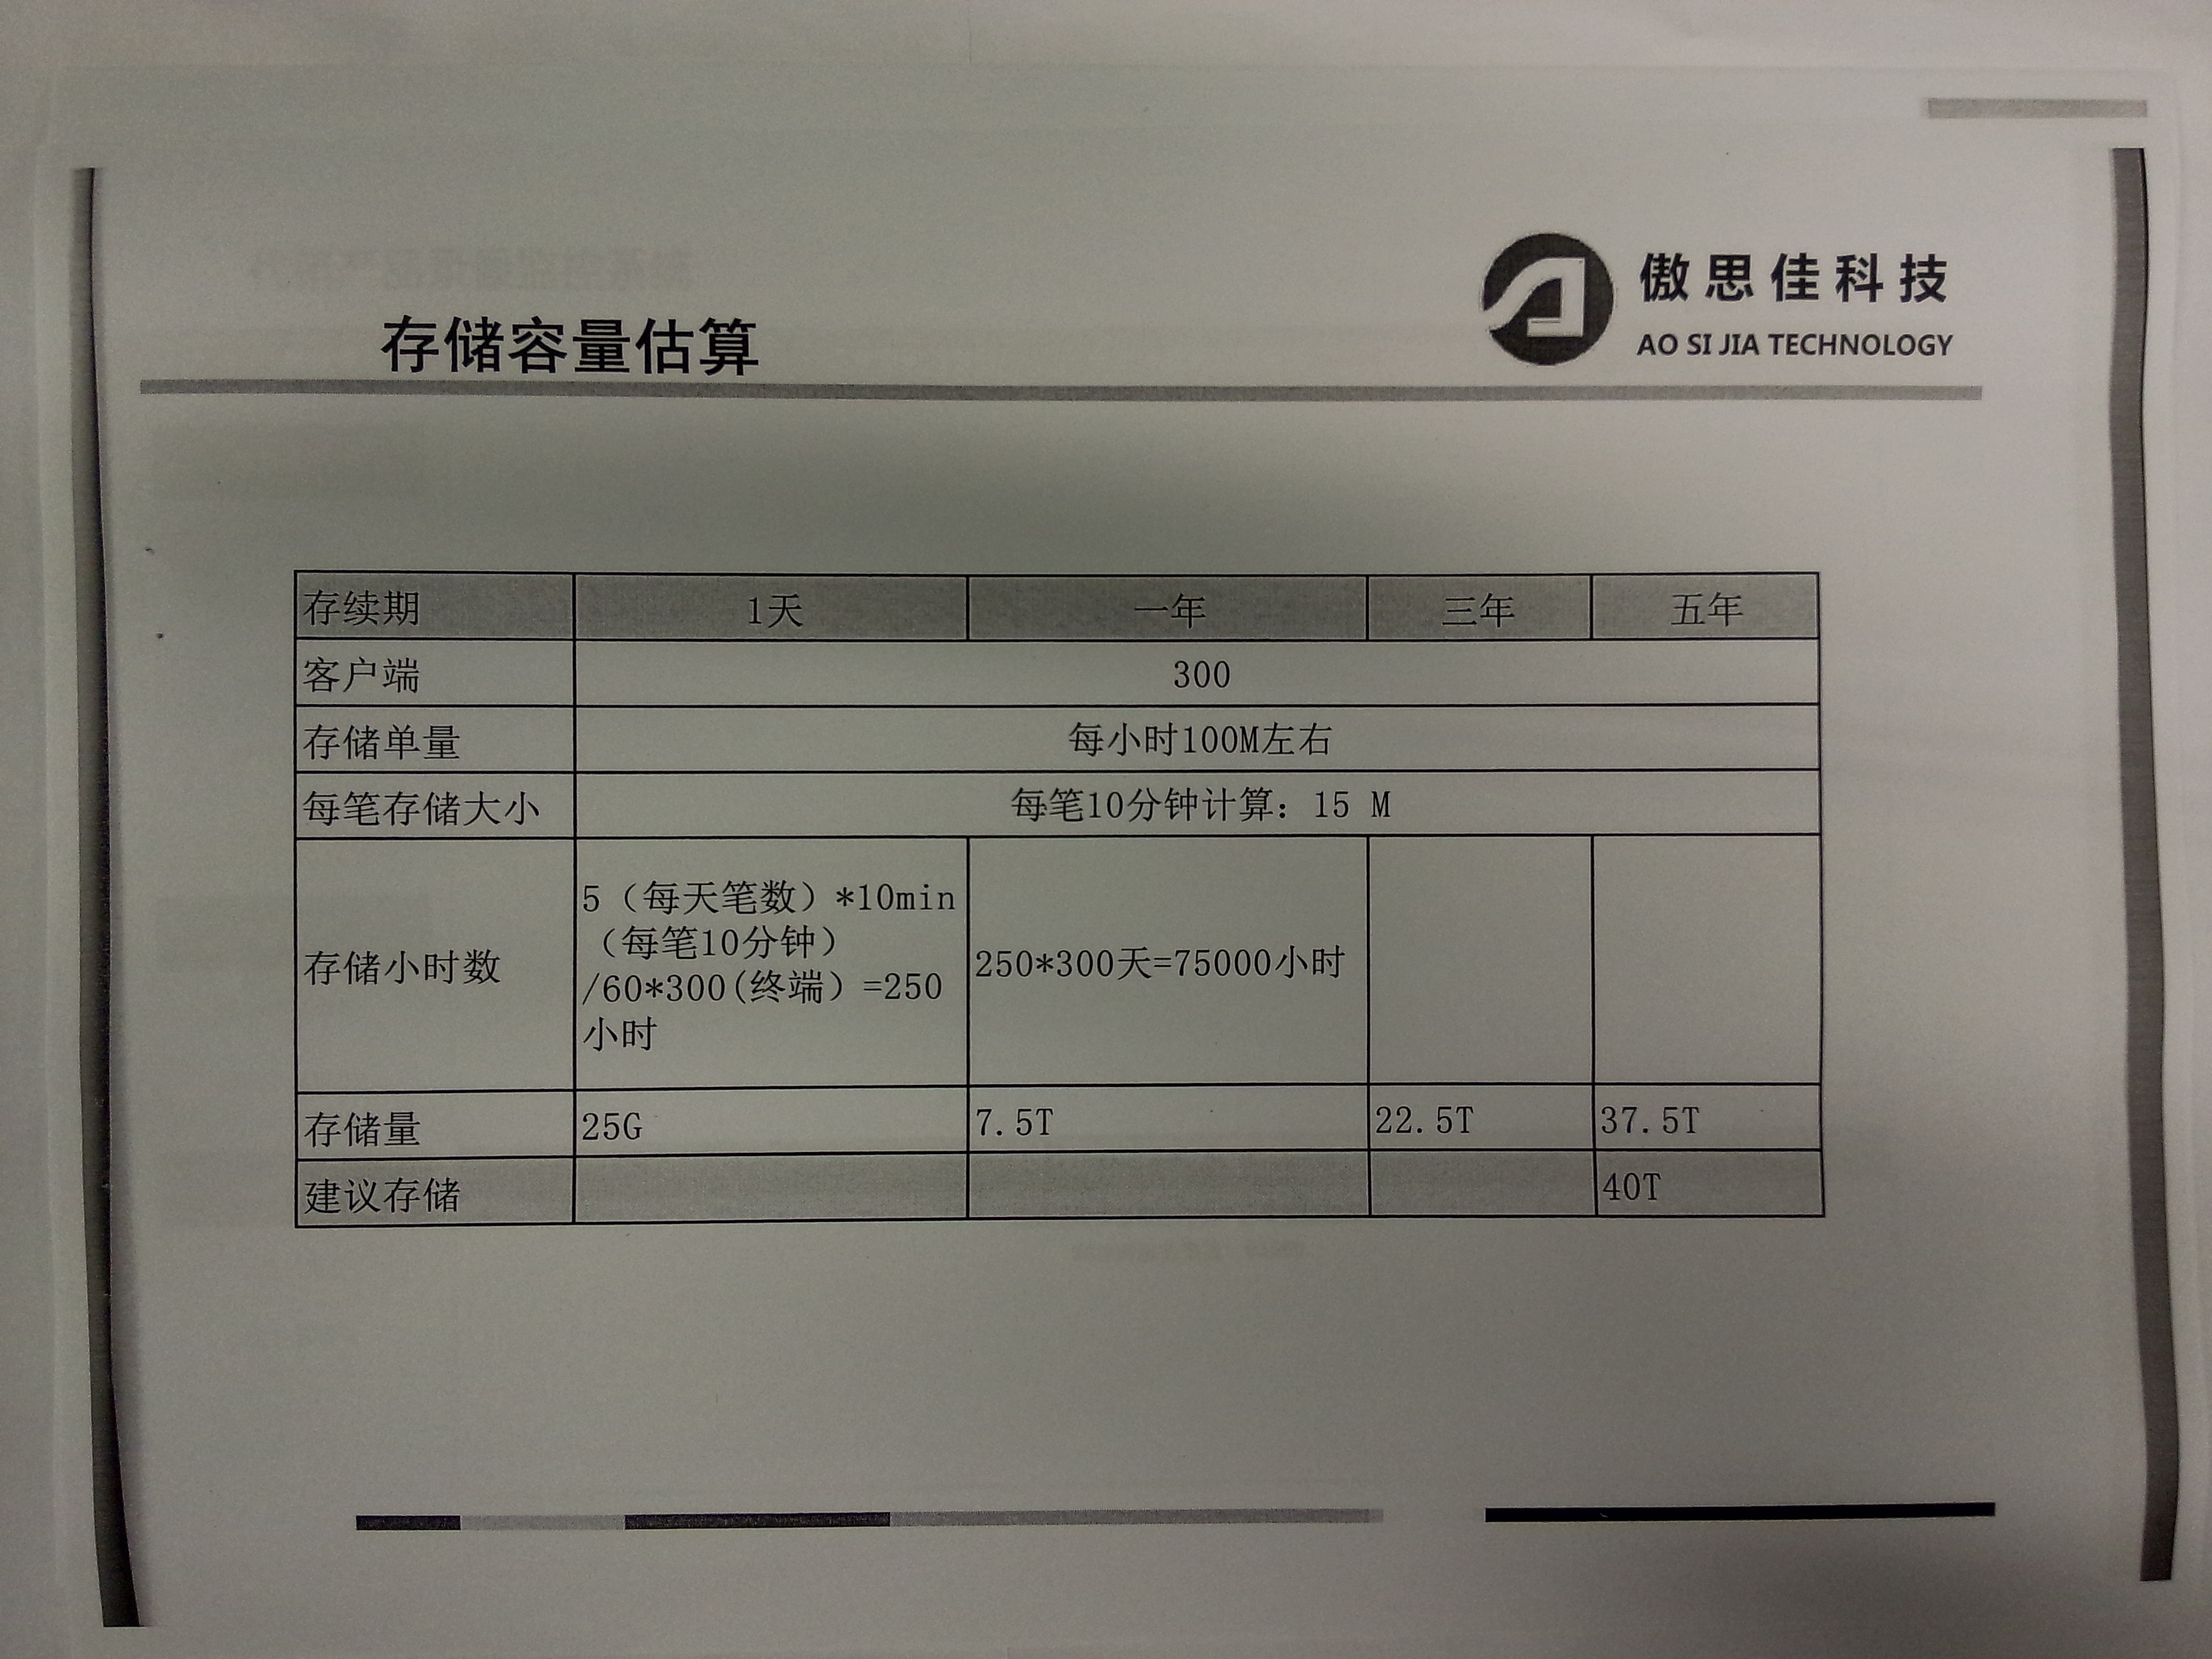 傲思佳科技
AO SI JIA TECHNOLOGY
存储容量估算
存续期 1天 一年 三年 五年
客户端 300
存储单量 每小时100M左右
每笔存储大小 每笔10分钟计算：15 M
存储小时数
5（每天笔数）*10min
（每笔10分钟）
/60*300(终端）=250
小时
250*300天=75000小时
存储量 25G 7.5T 22.5T 37.5T
建议存储 40T